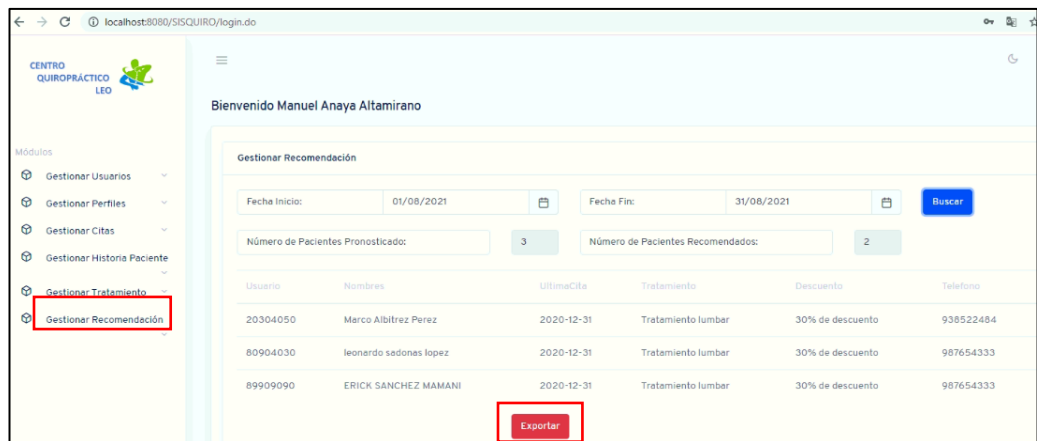 localhost:8080/SISQUIRO/login.do
CENTRO
QUIROPRÁCTICO
LEO
Bienvenido Manuel Anaya Altamirano
Módulos
Gestionar Usuarios
Gestionar Perfiles
Gestionar Citas
Gestionar Historia Paciente
Gestionar Tratamiento
Gestionar Recomendación
Gestionar Recomendación
Fecha Inicio: 01/08/2021 Fecha Fin: 31/08/2021 Buscar
Número de Pacientes Pronosticado: 3 Número de Pacientes Recomendados: 2
Usuario Nombres UltimaCita Tratamiento Descuento Telefono
20304050 Marco Albitrez Perez 2020-12-31 Tratamiento lumbar 30% de descuento 938522484
80904030 leonardo sadonas lopez 2020-12-31 Tratamiento lumbar 30% de descuento 987654333
89909090 ERICK SANCHEZ MAMANI 2020-12-31 Tratamiento lumbar 30% de descuento 987654333
Exportar